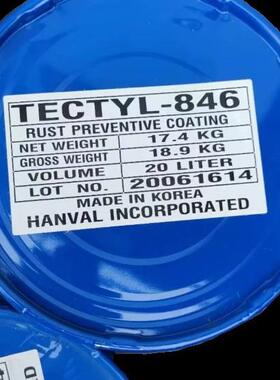 TECTYL-846
RUST PREVENTIVE COATING
NET WEIGHT 17.4 KG
GROSS WEIGHT 18.9 KG
VOLUME 20 LITER
LOT NO. 20061614
MADE IN KOREA
HANVAL INCORPORATED